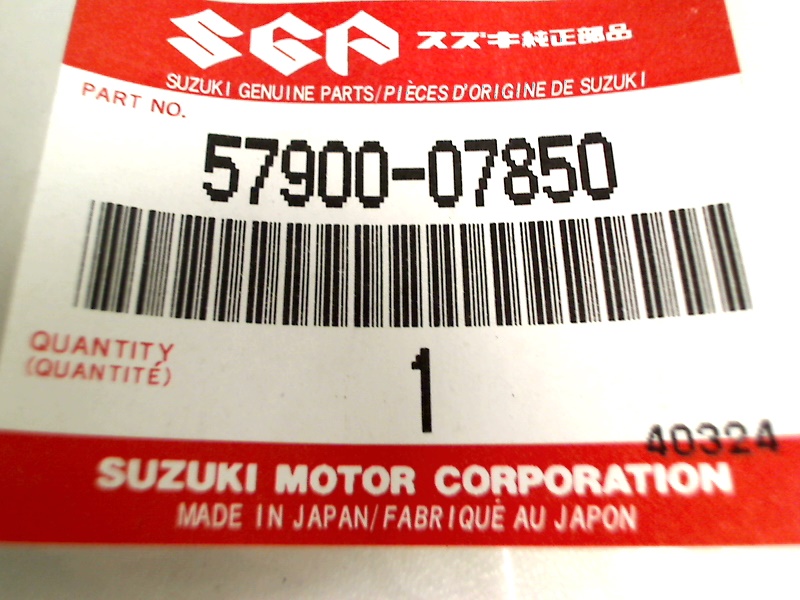 SGP スズキ純正部品
SUZUKI GENUINE PARTS/PIÈCES D'ORIGINE DE SUZUKI
PART NO.
57900-07850
QUANTITY
(QUANTITÉ)
1
40324
SUZUKI MOTOR CORPORATION
MADE IN JAPAN/FABRIQUÉ AU JAPON